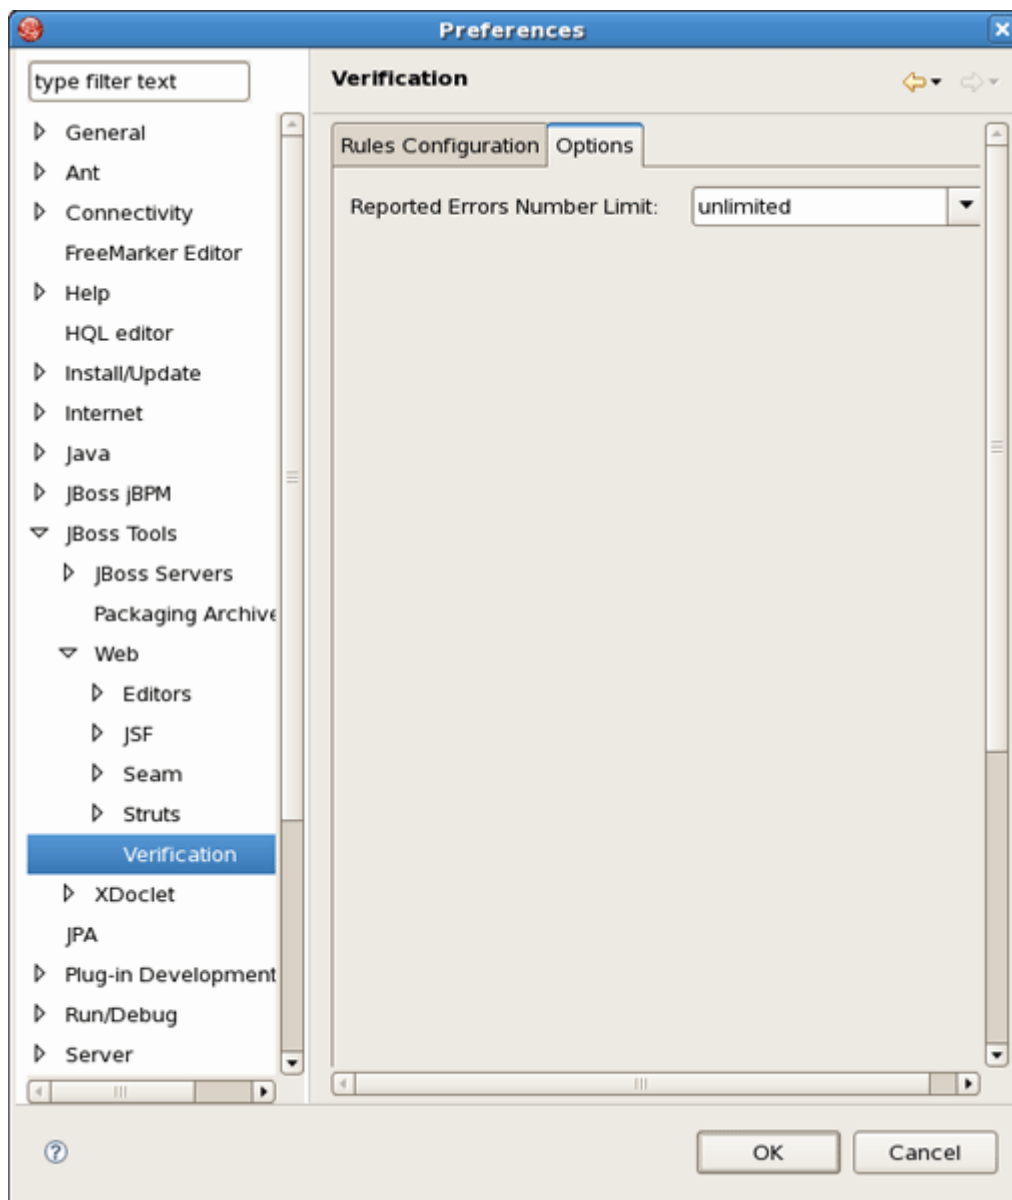 Preferences
type filter text
Verification
General
Ant
Connectivity
FreeMarker Editor
Help
HQL editor
Install/Update
Internet
Java
JBoss jBPM
JBoss Tools
JBoss Servers
Packaging Archive
Web
Editors
JSF
Seam
Struts
Verification
XDoclet
JPA
Plug-in Development
Run/Debug
Server
Rules Configuration Options
Reported Errors Number Limit: unlimited
OK Cancel